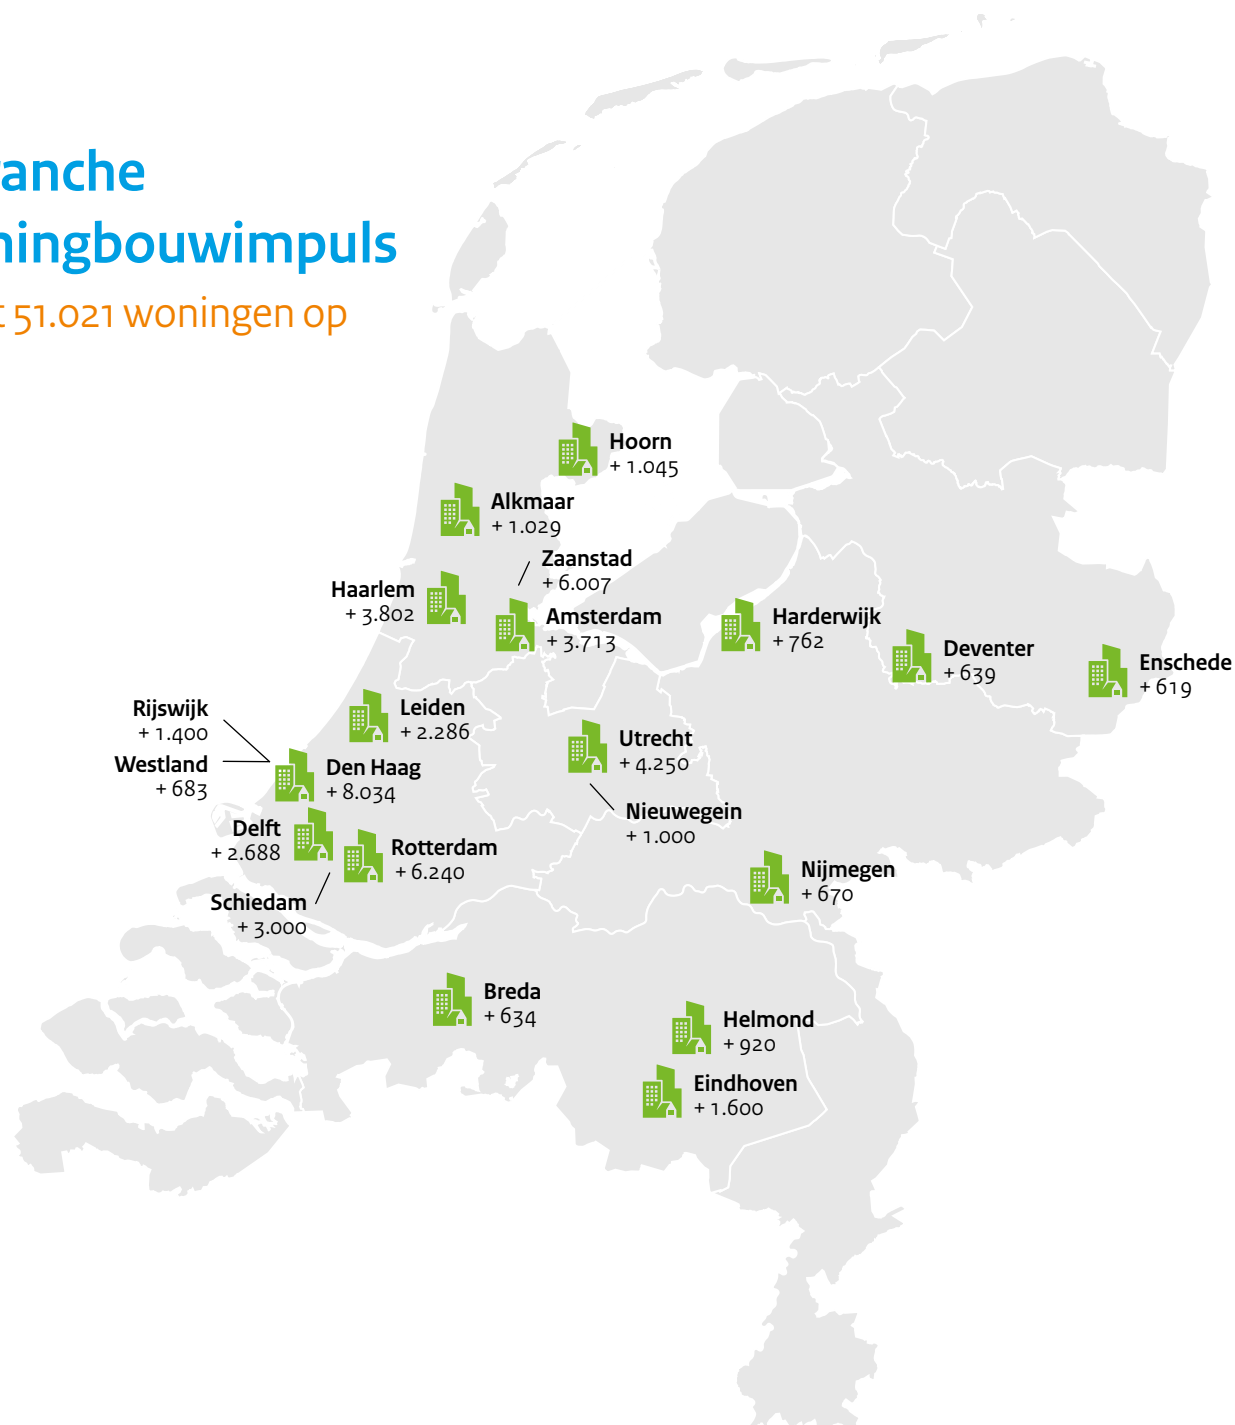 ranche
ningbouwimpuls
t 51.021 woningen op
Hoorn
+ 1.045
Alkmaar
+ 1.029
Zaanstad
+ 6.007
Haarlem
+ 3.802
Amsterdam
+ 3.713
Harderwijk
+ 762
Deventer
+ 639
Enschede
+ 619
Rijswijk
+ 1.400
Leiden
+ 2.286
Utrecht
+ 4.250
Westland
+ 683
Den Haag
+ 8.034
Nieuwegein
+ 1.000
Delft
+ 2.688
Rotterdam
+ 6.240
Nijmegen
+ 670
Schiedam
+ 3.000
Breda
+ 634
Helmond
+ 920
Eindhoven
+ 1.600